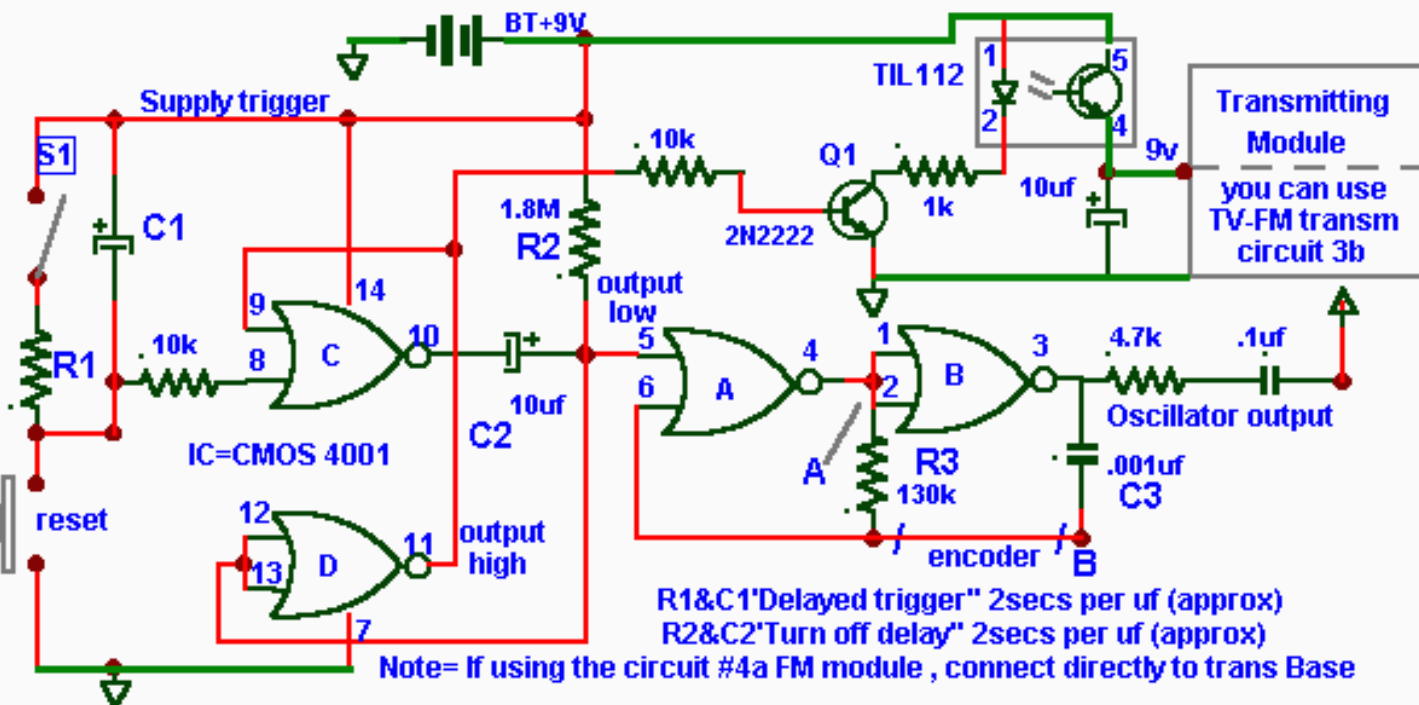 BT+9V
TIL112
1
2
5
4
Transmitting
Module
you can use
TV-FM transm
circuit 3b
Supply trigger
S1
10k
Q1
9v
10uf
1k
2N2222
C1
1.8M
R2
output
low
9
14
10
8
C
R1
10k
10uf
C2
5
6
4
A
1
2
3
B
4.7k
.1uf
Oscillator output
IC=CMOS 4001
A
R3
130k
.001uf
C3
reset
12
13
11
D
output
high
7
encoder
B
R1&C1'Delayed trigger" 2secs per uf (approx)
R2&C2'Turn off delay" 2secs per uf (approx)
Note= If using the circuit #4a FM module , connect directly to trans Base